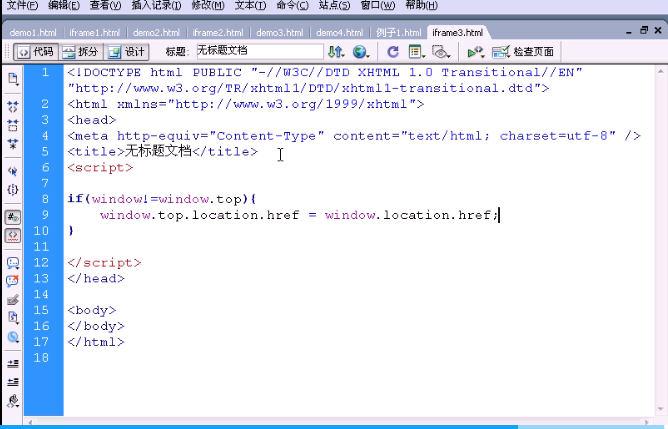 文件(F) 编辑(E) 查看(V) 插入记录(I) 修改(M) 文本(T) 命令(C) 站点(S) 窗口(W) 帮助(H)
demo1.html iframe1.html demo2.html iframe2.html demo3.html demo4.html 例子1.html iframe3.html
代码 拆分 设计 标题: 无标题文档 检查页面
1 <!DOCTYPE html PUBLIC "-//W3C//DTD XHTML 1.0 Transitional//EN"
"http://www.w3.org/TR/xhtml1/DTD/xhtml1-transitional.dtd">
2 <html xmlns="http://www.w3.org/1999/xhtml">
3 <head>
4 <meta http-equiv="Content-Type" content="text/html; charset=utf-8" />
5 <title>无标题文档</title>
6 <script>
7
8 if(window!=window.top){
9 window.top.location.href = window.location.href;
10 }
11
12 </script>
13 </head>
14
15 <body>
16 </body>
17 </html>
18